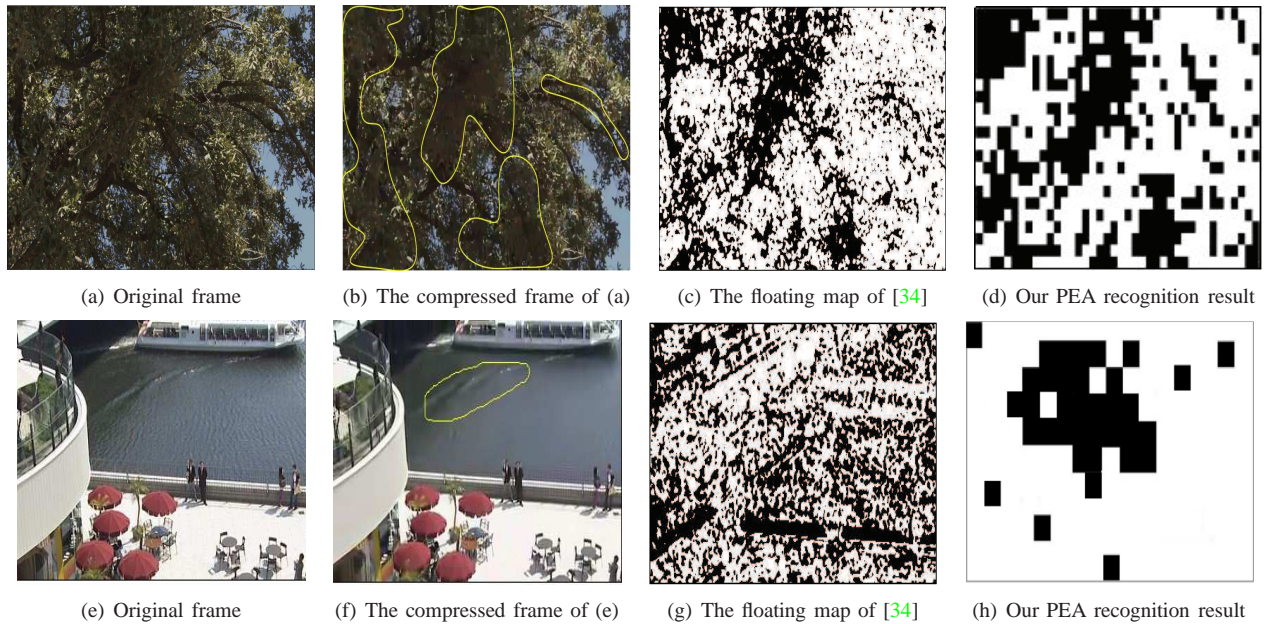 (a) Original frame
(b) The compressed frame of (a)
(c) The floating map of [34]
(d) Our PEA recognition result
(e) Original frame
(f) The compressed frame of (e)
(g) The floating map of [34]
(h) Our PEA recognition result